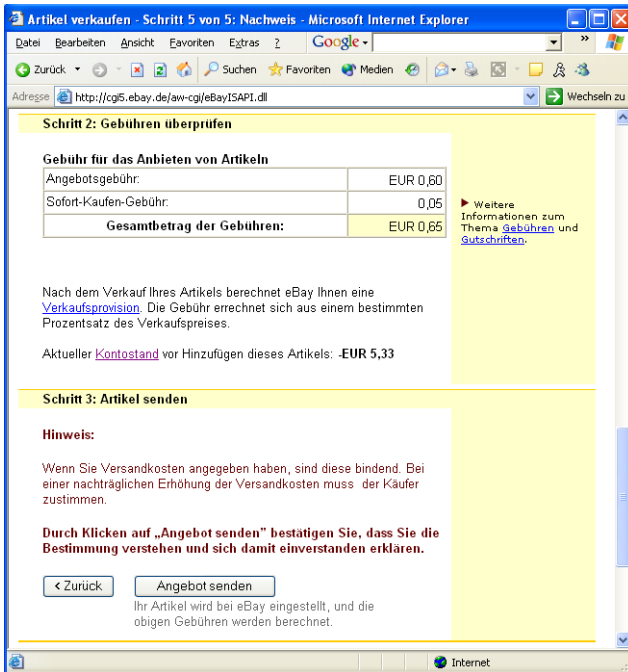 Artikel verkaufen - Schritt 5 von 5: Nachweis - Microsoft Internet Explorer
Datei Bearbeiten Ansicht Favoriten Extras ? Google
Zurück Suchen Favoriten Medien
Adresse http://cgi5.ebay.de/aw-cgi/eBayISAPI.dll Wechseln zu
Schritt 2: Gebühren überprüfen
Gebühr für das Anbieten von Artikeln
Angebotsgebühr: EUR 0,60
Sofort-Kaufen-Gebühr: 0,05
Gesamtbetrag der Gebühren: EUR 0,65
Weitere
Informationen zum
Thema Gebühren und
Gutschriften.
Nach dem Verkauf Ihres Artikels berechnet eBay Ihnen eine
Verkaufsprovision. Die Gebühr errechnet sich aus einem bestimmten
Prozentsatz des Verkaufspreises.
Aktueller Kontostand vor Hinzufügen dieses Artikels: -EUR 5,33
Schritt 3: Artikel senden
Hinweis:
Wenn Sie Versandkosten angegeben haben, sind diese bindend. Bei
einer nachträglichen Erhöhung der Versandkosten muss der Käufer
zustimmen.
Durch Klicken auf „Angebot senden" bestätigen Sie, dass Sie die
Bestimmung verstehen und sich damit einverstanden erklären.
< Zurück Angebot senden
Ihr Artikel wird bei eBay eingestellt, und die
obigen Gebühren werden berechnet.
Internet